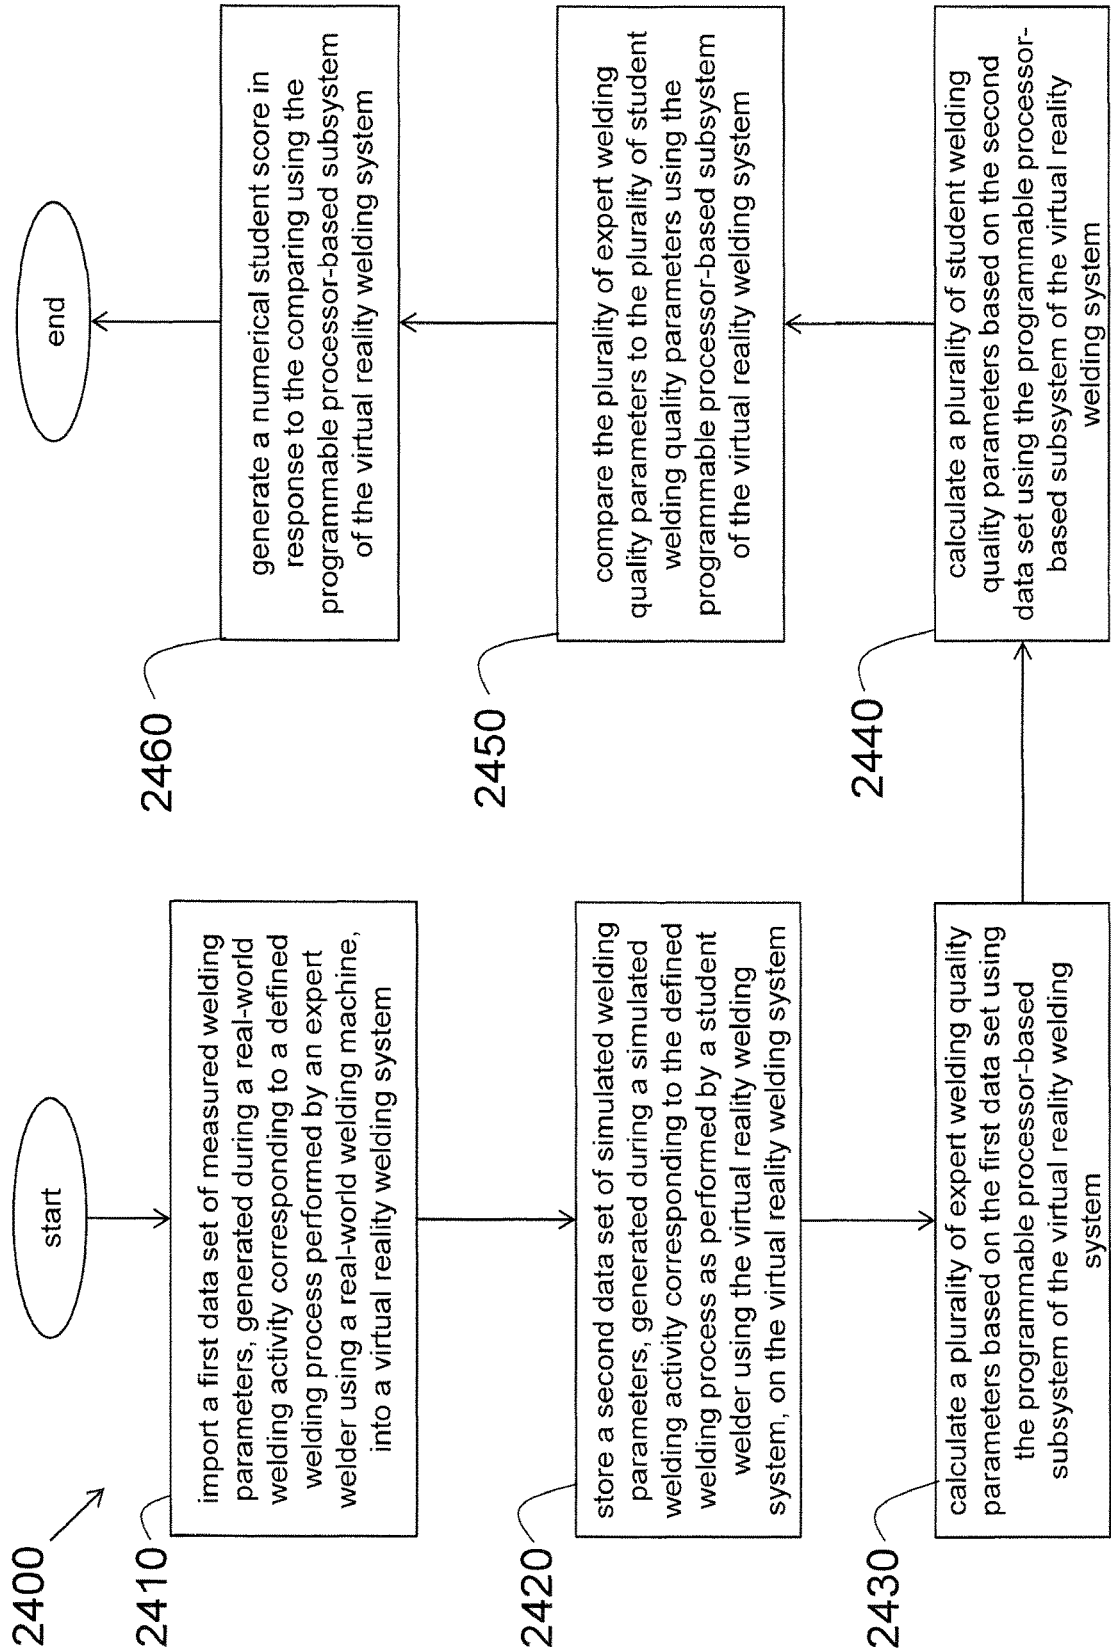 2400
start
2410
import a first data set of measured welding
parameters, generated during a real-world
welding activity corresponding to a defined
welding process performed by an expert
welder using a real-world welding machine,
into a virtual reality welding system
2420
store a second data set of simulated welding
parameters, generated during a simulated
welding activity corresponding to the defined
welding process as performed by a student
welder using the virtual reality welding
system, on the virtual reality welding system
2430
calculate a plurality of expert welding quality
parameters based on the first data set using
the programmable processor-based
subsystem of the virtual reality welding
system
2440
calculate a plurality of student welding
quality parameters based on the second
data set using the programmable processor-
based subsystem of the virtual reality
welding system
2450
compare the plurality of expert welding
quality parameters to the plurality of student
welding quality parameters using the
programmable processor-based subsystem
of the virtual reality welding system
2460
generate a numerical student score in
response to the comparing using the
programmable processor-based subsystem
of the virtual reality welding system
end